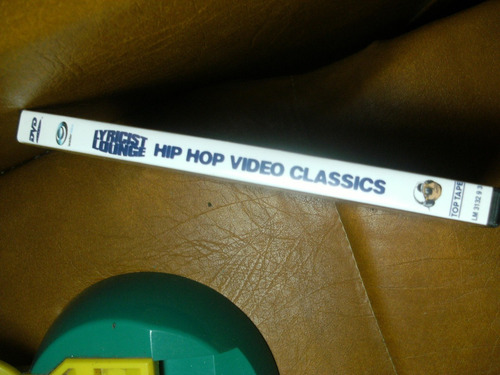 DVD
LYRICIST
LOUNGE
HIP HOP VIDEO CLASSICS
TOP TAPE